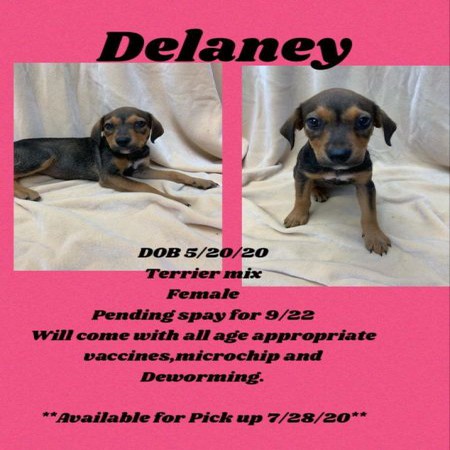 Delaney
DOB 5/20/20
Terrier mix
Female
Pending spay for 9/22
Will come with all age appropriate
vaccines,microchip and
Deworming.
**Available for Pick up 7/28/20**